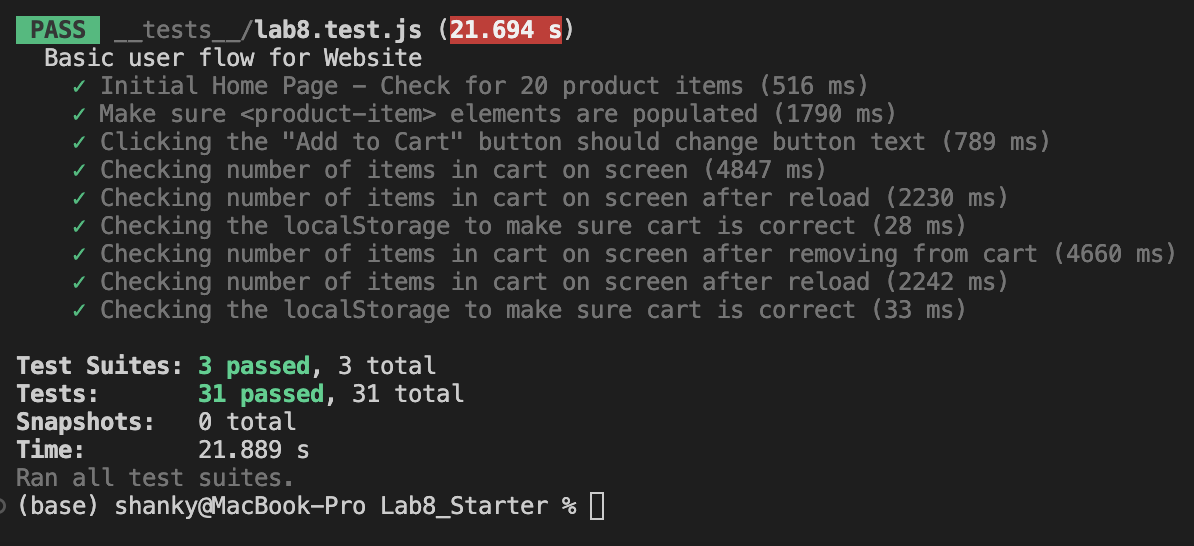 PASS __tests__/lab8.test.js (21.694 s)
Basic user flow for Website
✓ Initial Home Page – Check for 20 product items (516 ms)
✓ Make sure <product-item> elements are populated (1790 ms)
✓ Clicking the "Add to Cart" button should change button text (789 ms)
✓ Checking number of items in cart on screen (4847 ms)
✓ Checking number of items in cart on screen after reload (2230 ms)
✓ Checking the localStorage to make sure cart is correct (28 ms)
✓ Checking number of items in cart on screen after removing from cart (4660 ms)
✓ Checking number of items in cart on screen after reload (2242 ms)
✓ Checking the localStorage to make sure cart is correct (33 ms)
Test Suites: 3 passed, 3 total
Tests: 31 passed, 31 total
Snapshots: 0 total
Time: 21.889 s
Ran all test suites.
(base) shanky@MacBook-Pro Lab8_Starter %